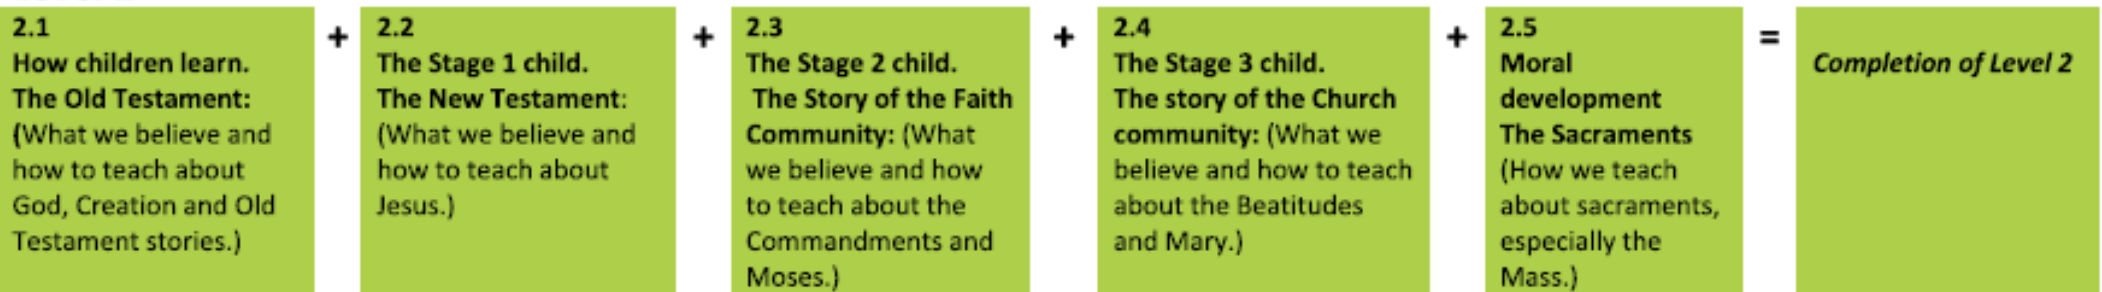 2.1
How children learn.
The Old Testament:
(What we believe and
how to teach about
God, Creation and Old
Testament stories.)
+
2.2
The Stage 1 child.
The New Testament:
(What we believe and
how to teach about
Jesus.)
+
2.3
The Stage 2 child.
The Story of the Faith
Community: (What
we believe and how
to teach about the
Commandments and
Moses.)
+
2.4
The Stage 3 child.
The story of the Church
community: (What we
believe and how to teach
about the Beatitudes
and Mary.)
+
2.5
Moral
development
The Sacraments
(How we teach
about sacraments,
especially the
Mass.)
=
Completion of Level 2